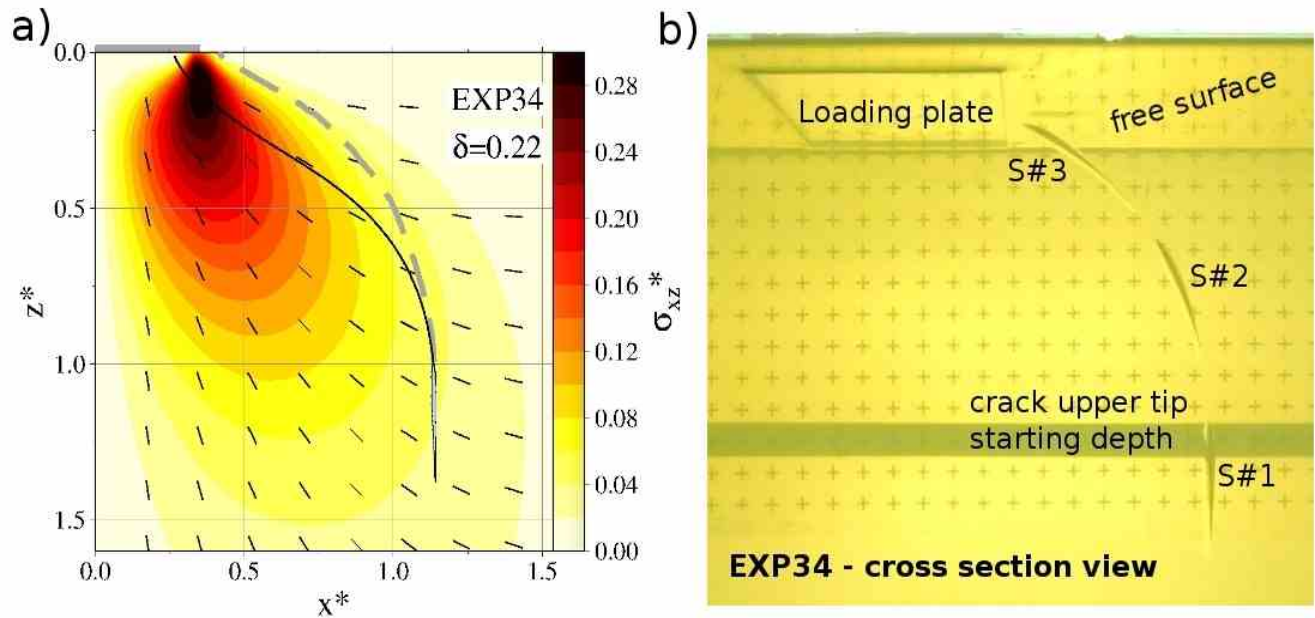 a)
0.0
0.5
1.0
1.5
z*
0.0
0.5
1.0
1.5
x*
EXP34
δ=0.22
0.28
0.24
0.20
0.16
0.12
0.08
0.04
0.00
σxz*
b)
Loading plate
free surface
S#3
S#2
crack upper tip
starting depth
S#1
EXP34 - cross section view